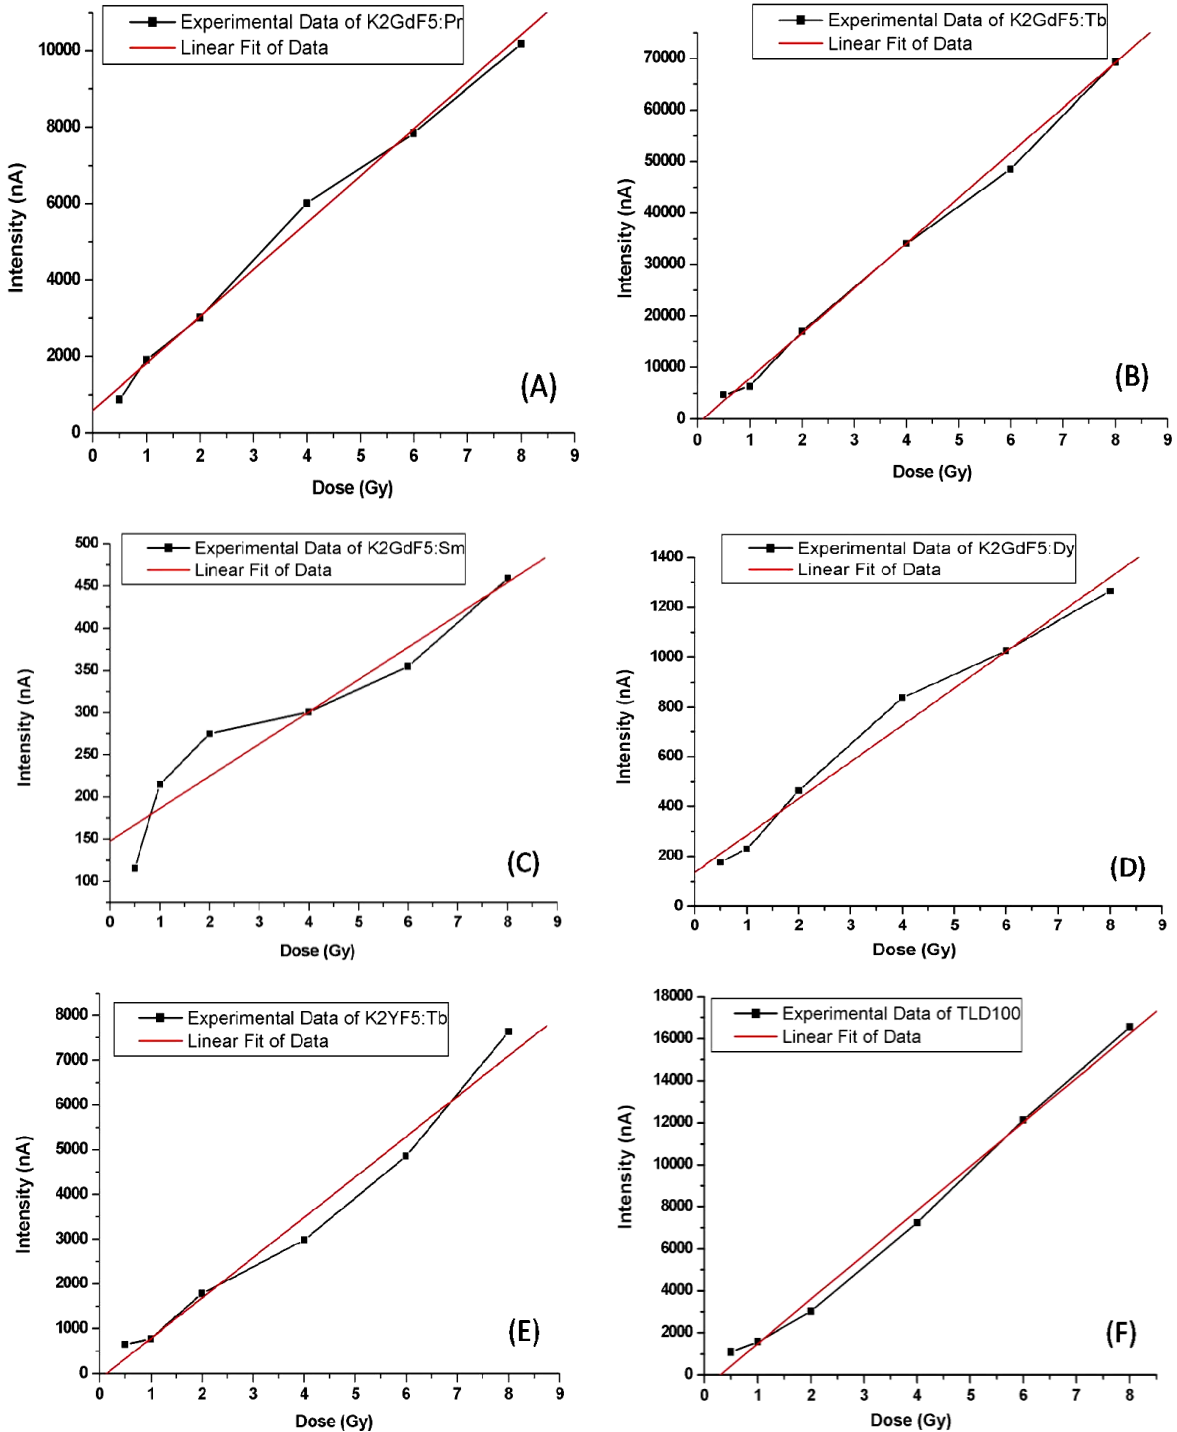 Experimental Data of K2GdF5:Pr
Linear Fit of Data
Intensity (nA)
10000
8000
6000
4000
2000
0
0 1 2 3 4 5 6 7 8 9
Dose (Gy)
(A)
Experimental Data of K2GdF5:Tb
Linear Fit of Data
Intensity (nA)
70000
60000
50000
40000
30000
20000
10000
0
0 1 2 3 4 5 6 7 8 9
Dose (Gy)
(B)
Experimental Data of K2GdF5:Sm
Linear Fit of Data
Intensity (nA)
500
450
400
350
300
250
200
150
100
0 1 2 3 4 5 6 7 8 9
Dose (Gy)
(C)
Experimental Data of K2GdF5:Dy
Linear Fit of Data
Intensity (nA)
1400
1200
1000
800
600
400
200
0
0 1 2 3 4 5 6 7 8 9
Dose (Gy)
(D)
Experimental Data of K2YF5:Tb
Linear Fit of Data
Intensity (nA)
8000
7000
6000
5000
4000
3000
2000
1000
0
0 1 2 3 4 5 6 7 8 9
Dose (Gy)
(E)
Experimental Data of TLD100
Linear Fit of Data
Intensity (nA)
18000
16000
14000
12000
10000
8000
6000
4000
2000
0
0 1 2 3 4 5 6 7 8
Dose (Gy)
(F)